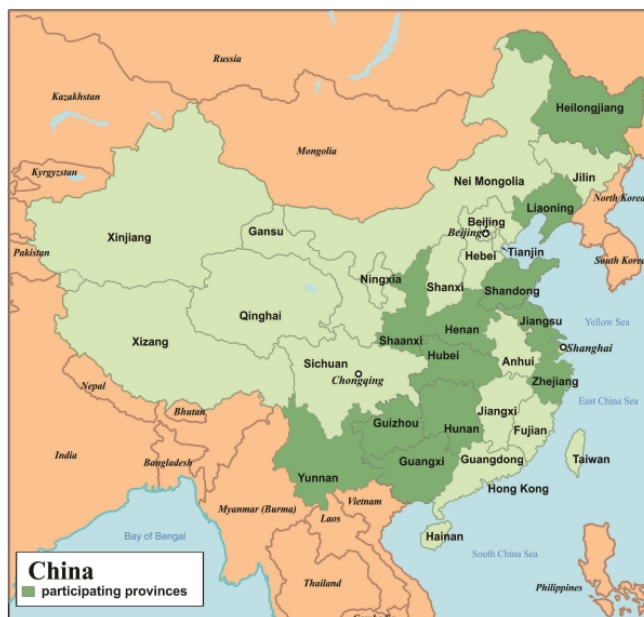 Russia
Kazakhstan
Heilongjiang
Mongolia
Jilin
Kyrgyzstan
Nei Mongolia
North Korea
Liaoning
Beijing
Beijing
Xinjiang
Gansu
Tianjin
Pakistan
Hebei
South Korea
Ningxia
Shanxi
Shandong
Qinghai
Yellow Sea
Jiangsu
Henan
Xizang
Shaanxi
Shanghai
Hubei
Sichuan
Anhui
Nepal
Chongqing
Zhejiang
East China Sea
Bhutan
Jiangxi
Guizhou
Hunan
Fujian
India
Bangladesh
Guangxi
Guangdong
Taiwan
Yunnan
Hong Kong
Myanmar (Burma)
Vietnam
Laos
Hainan
Bay of Bengal
South China Sea
China
participating provinces
Thailand
Philippines